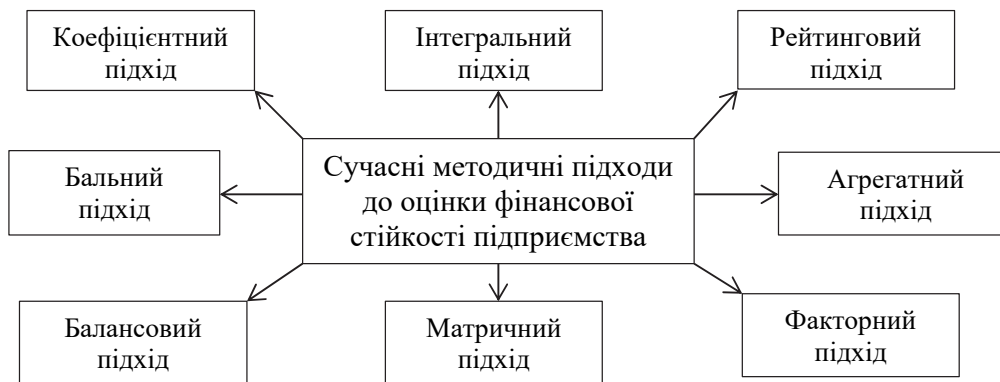 Коефіцієнтний
підхід
Інтегральний
підхід
Рейтинговий
підхід
Бальний
підхід
Сучасні методичні підходи
до оцінки фінансової
стійкості підприємства
Агрегатний
підхід
Балансовий
підхід
Матричний
підхід
Факторний
підхід